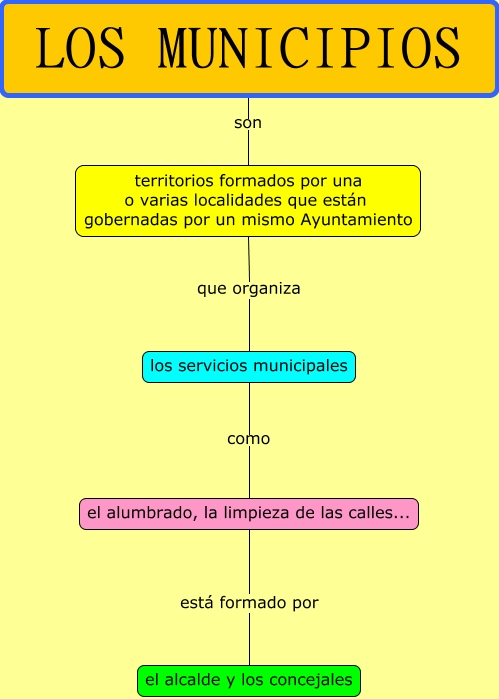 LOS MUNICIPIOS
son
territorios formados por una
o varias localidades que están
gobernadas por un mismo Ayuntamiento
que organiza
los servicios municipales
como
el alumbrado, la limpieza de las calles...
está formado por
el alcalde y los concejales